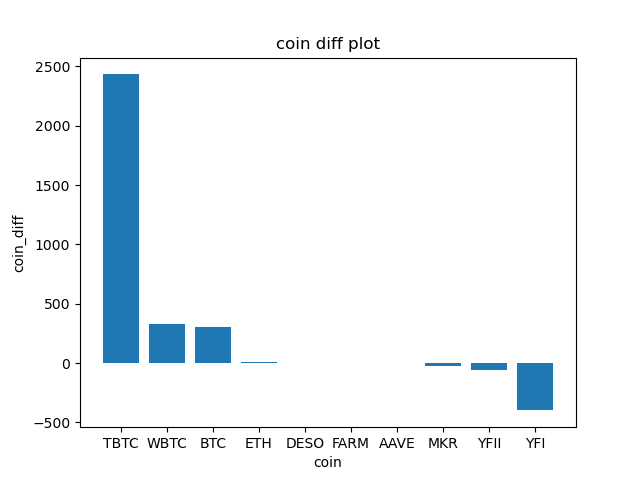 coin diff plot
2500
2000
1500
1000
500
0
−500
coin_diff
TBTC WBTC BTC ETH DESO FARM AAVE MKR YFII YFI
coin